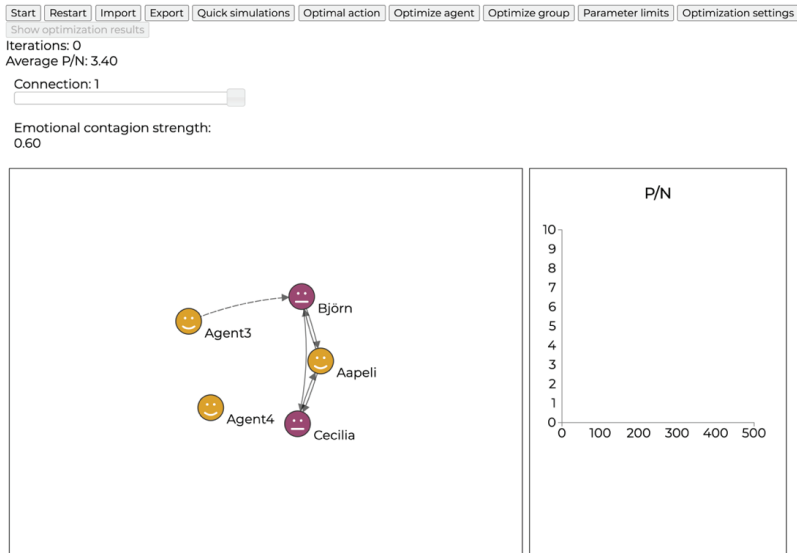 Start Restart Import Export Quick simulations Optimal action Optimize agent Optimize group Parameter limits Optimization settings
Show optimization results
Iterations: 0
Average P/N: 3.40
Connection: 1
Emotional contagion strength:
0.60
P/N
10
9
8
7
6
5
4
3
2
1
0
0 100 200 300 400 500
Björn
Agent3
Aapeli
Agent4
Cecilia